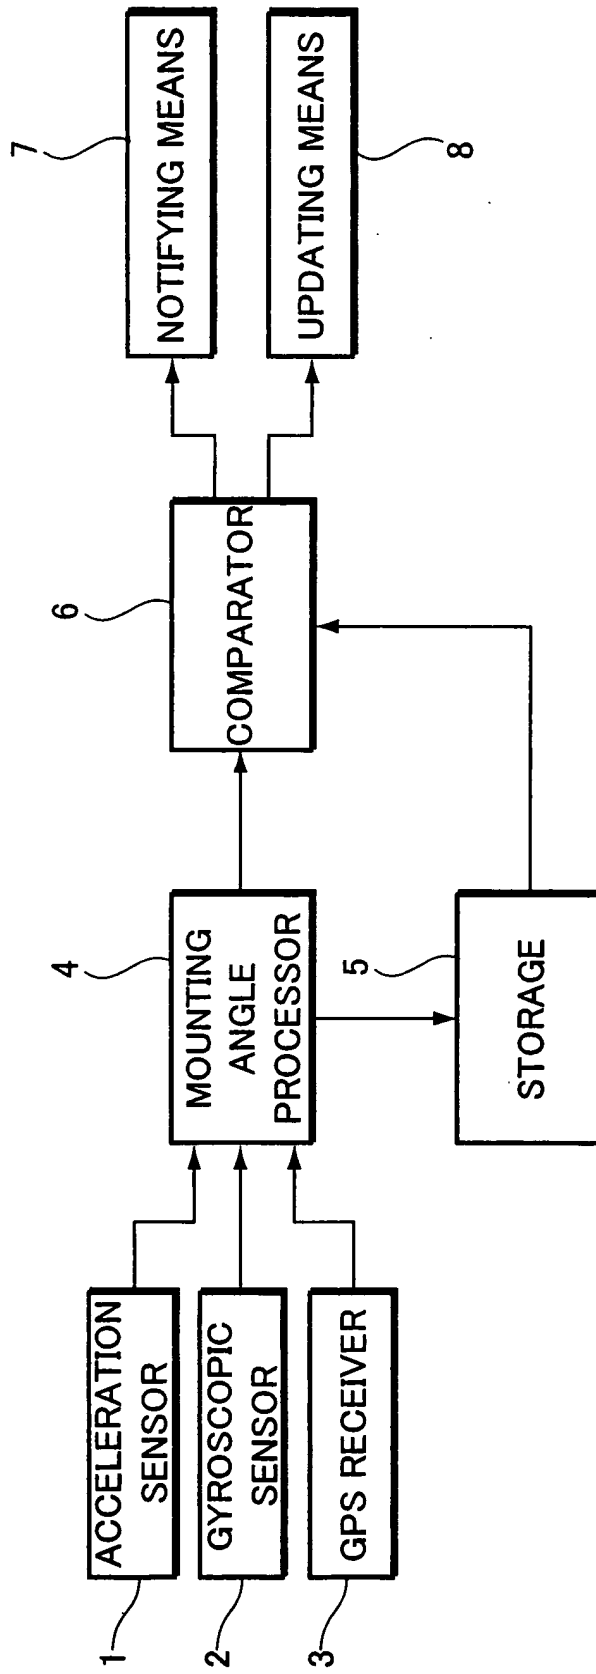 1
ACCELERATION
SENSOR
2
GYROSCOPIC
SENSOR
3
GPS RECEIVER
4
MOUNTING
ANGLE
PROCESSOR
5
STORAGE
6
COMPARATOR
7
NOTIFYING MEANS
8
UPDATING MEANS